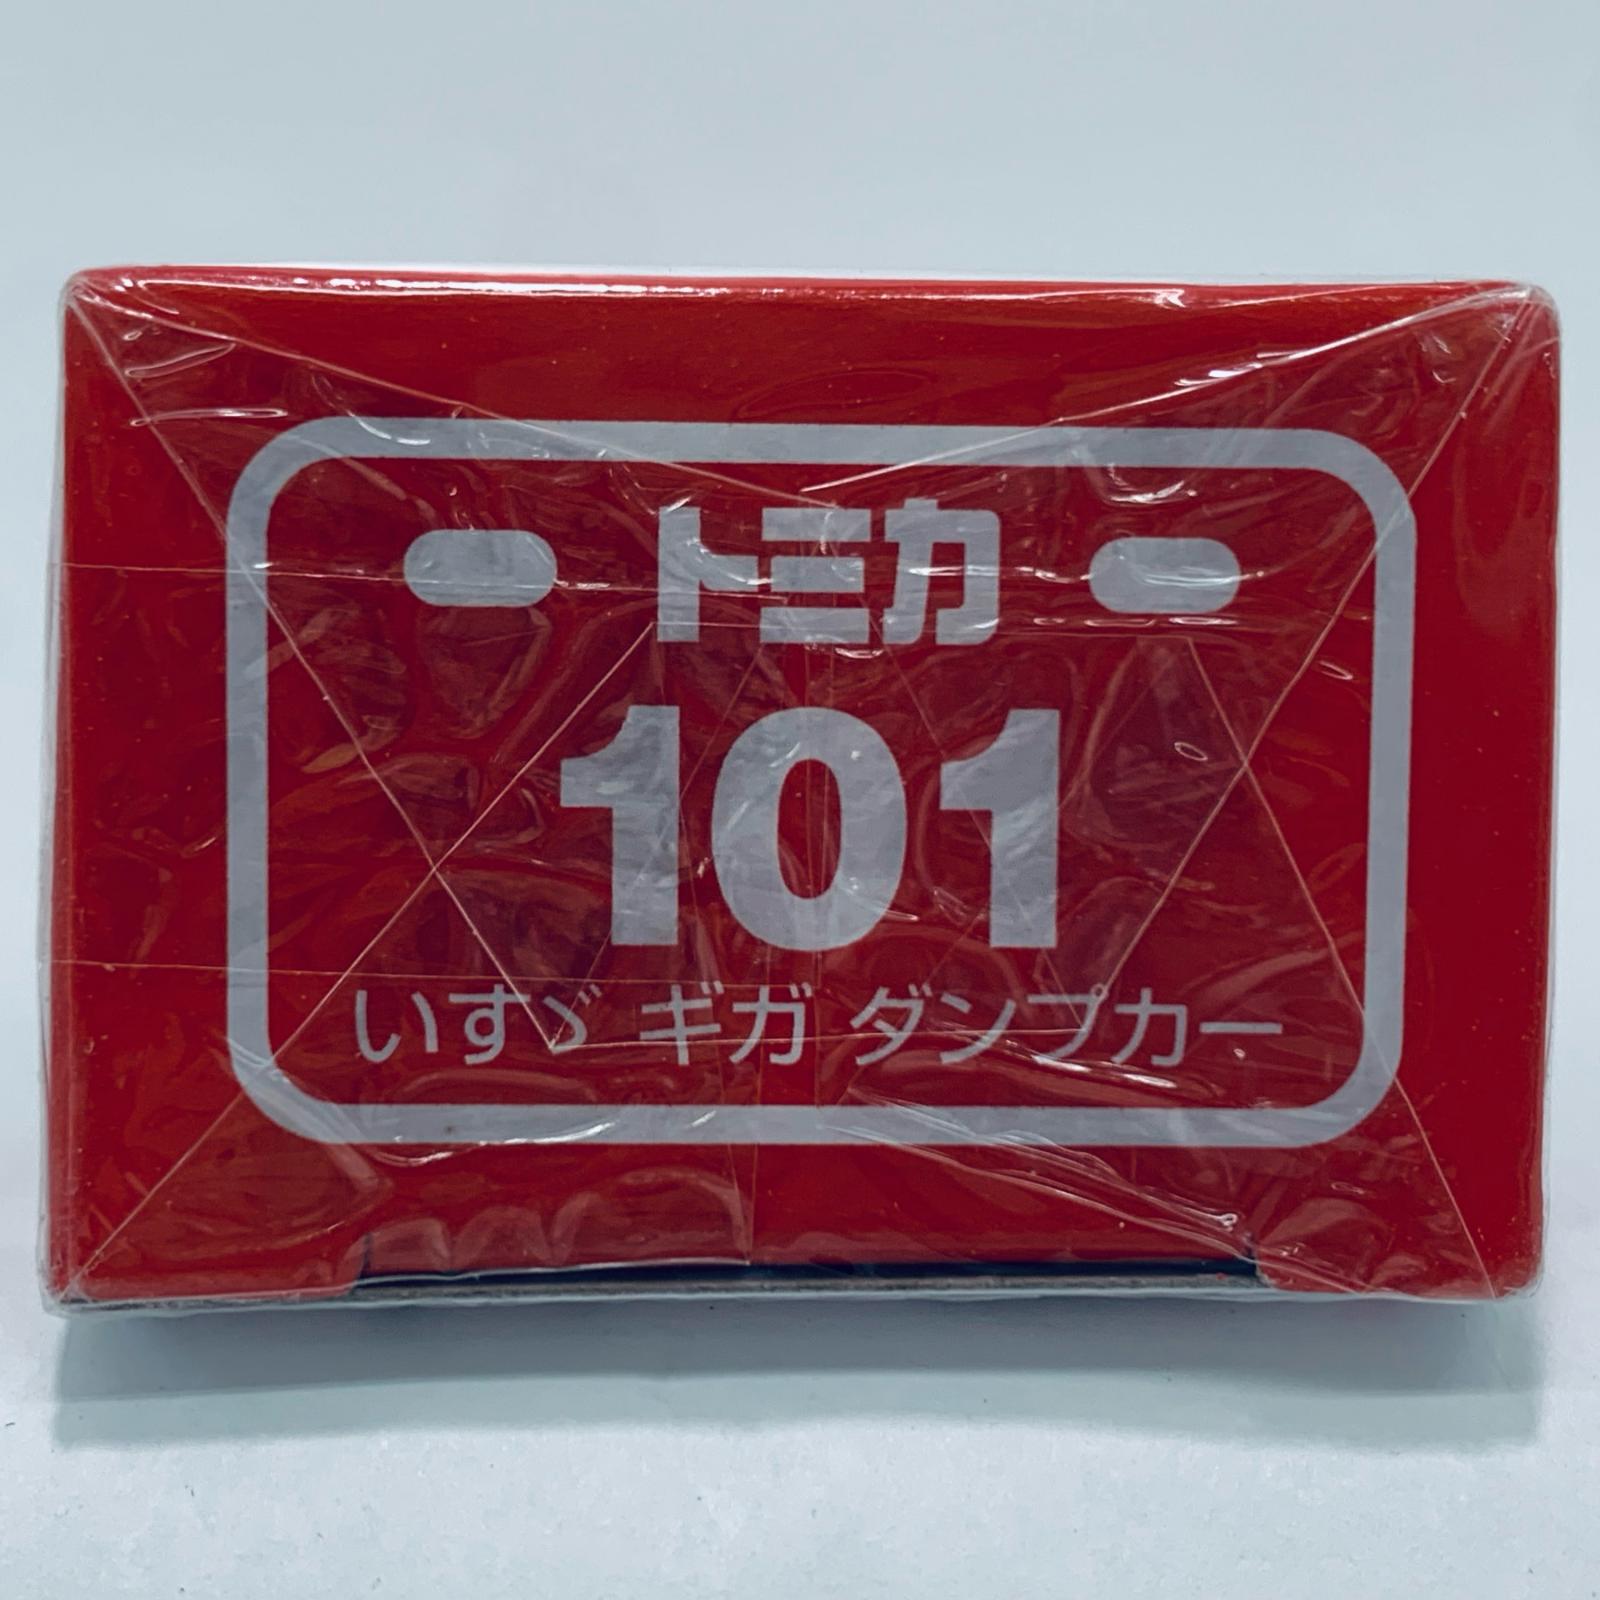 トミカ
101
いすゞ ギガ ダンプカー